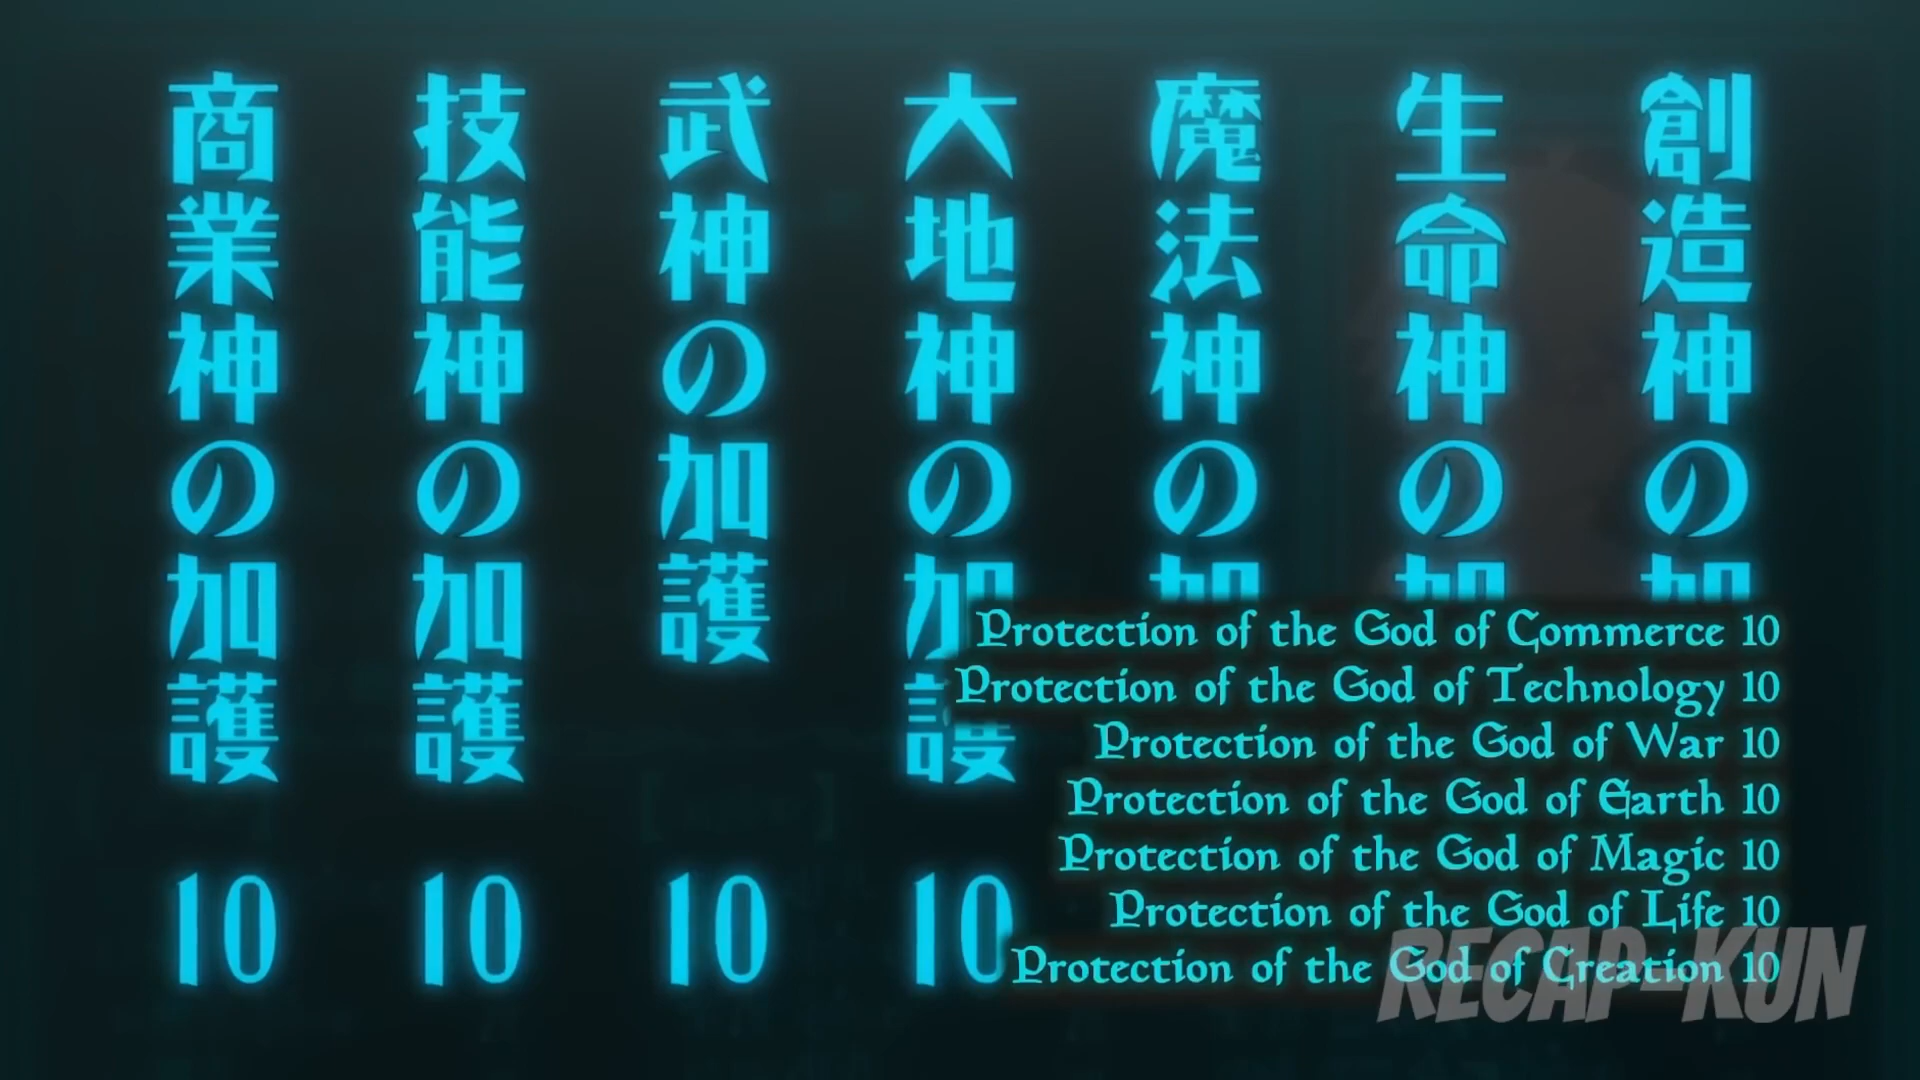 創造神の加
生命神の加
魔法神の加
大地神の加護 10
武神の加護 10
技能神の加護 10
商業神の加護 10
Protection of the God of Commerce 10
Protection of the God of Technology 10
Protection of the God of War 10
Protection of the God of Earth 10
Protection of the God of Magic 10
Protection of the God of Life 10
Protection of the God of Creation 10
RECAP-KUN